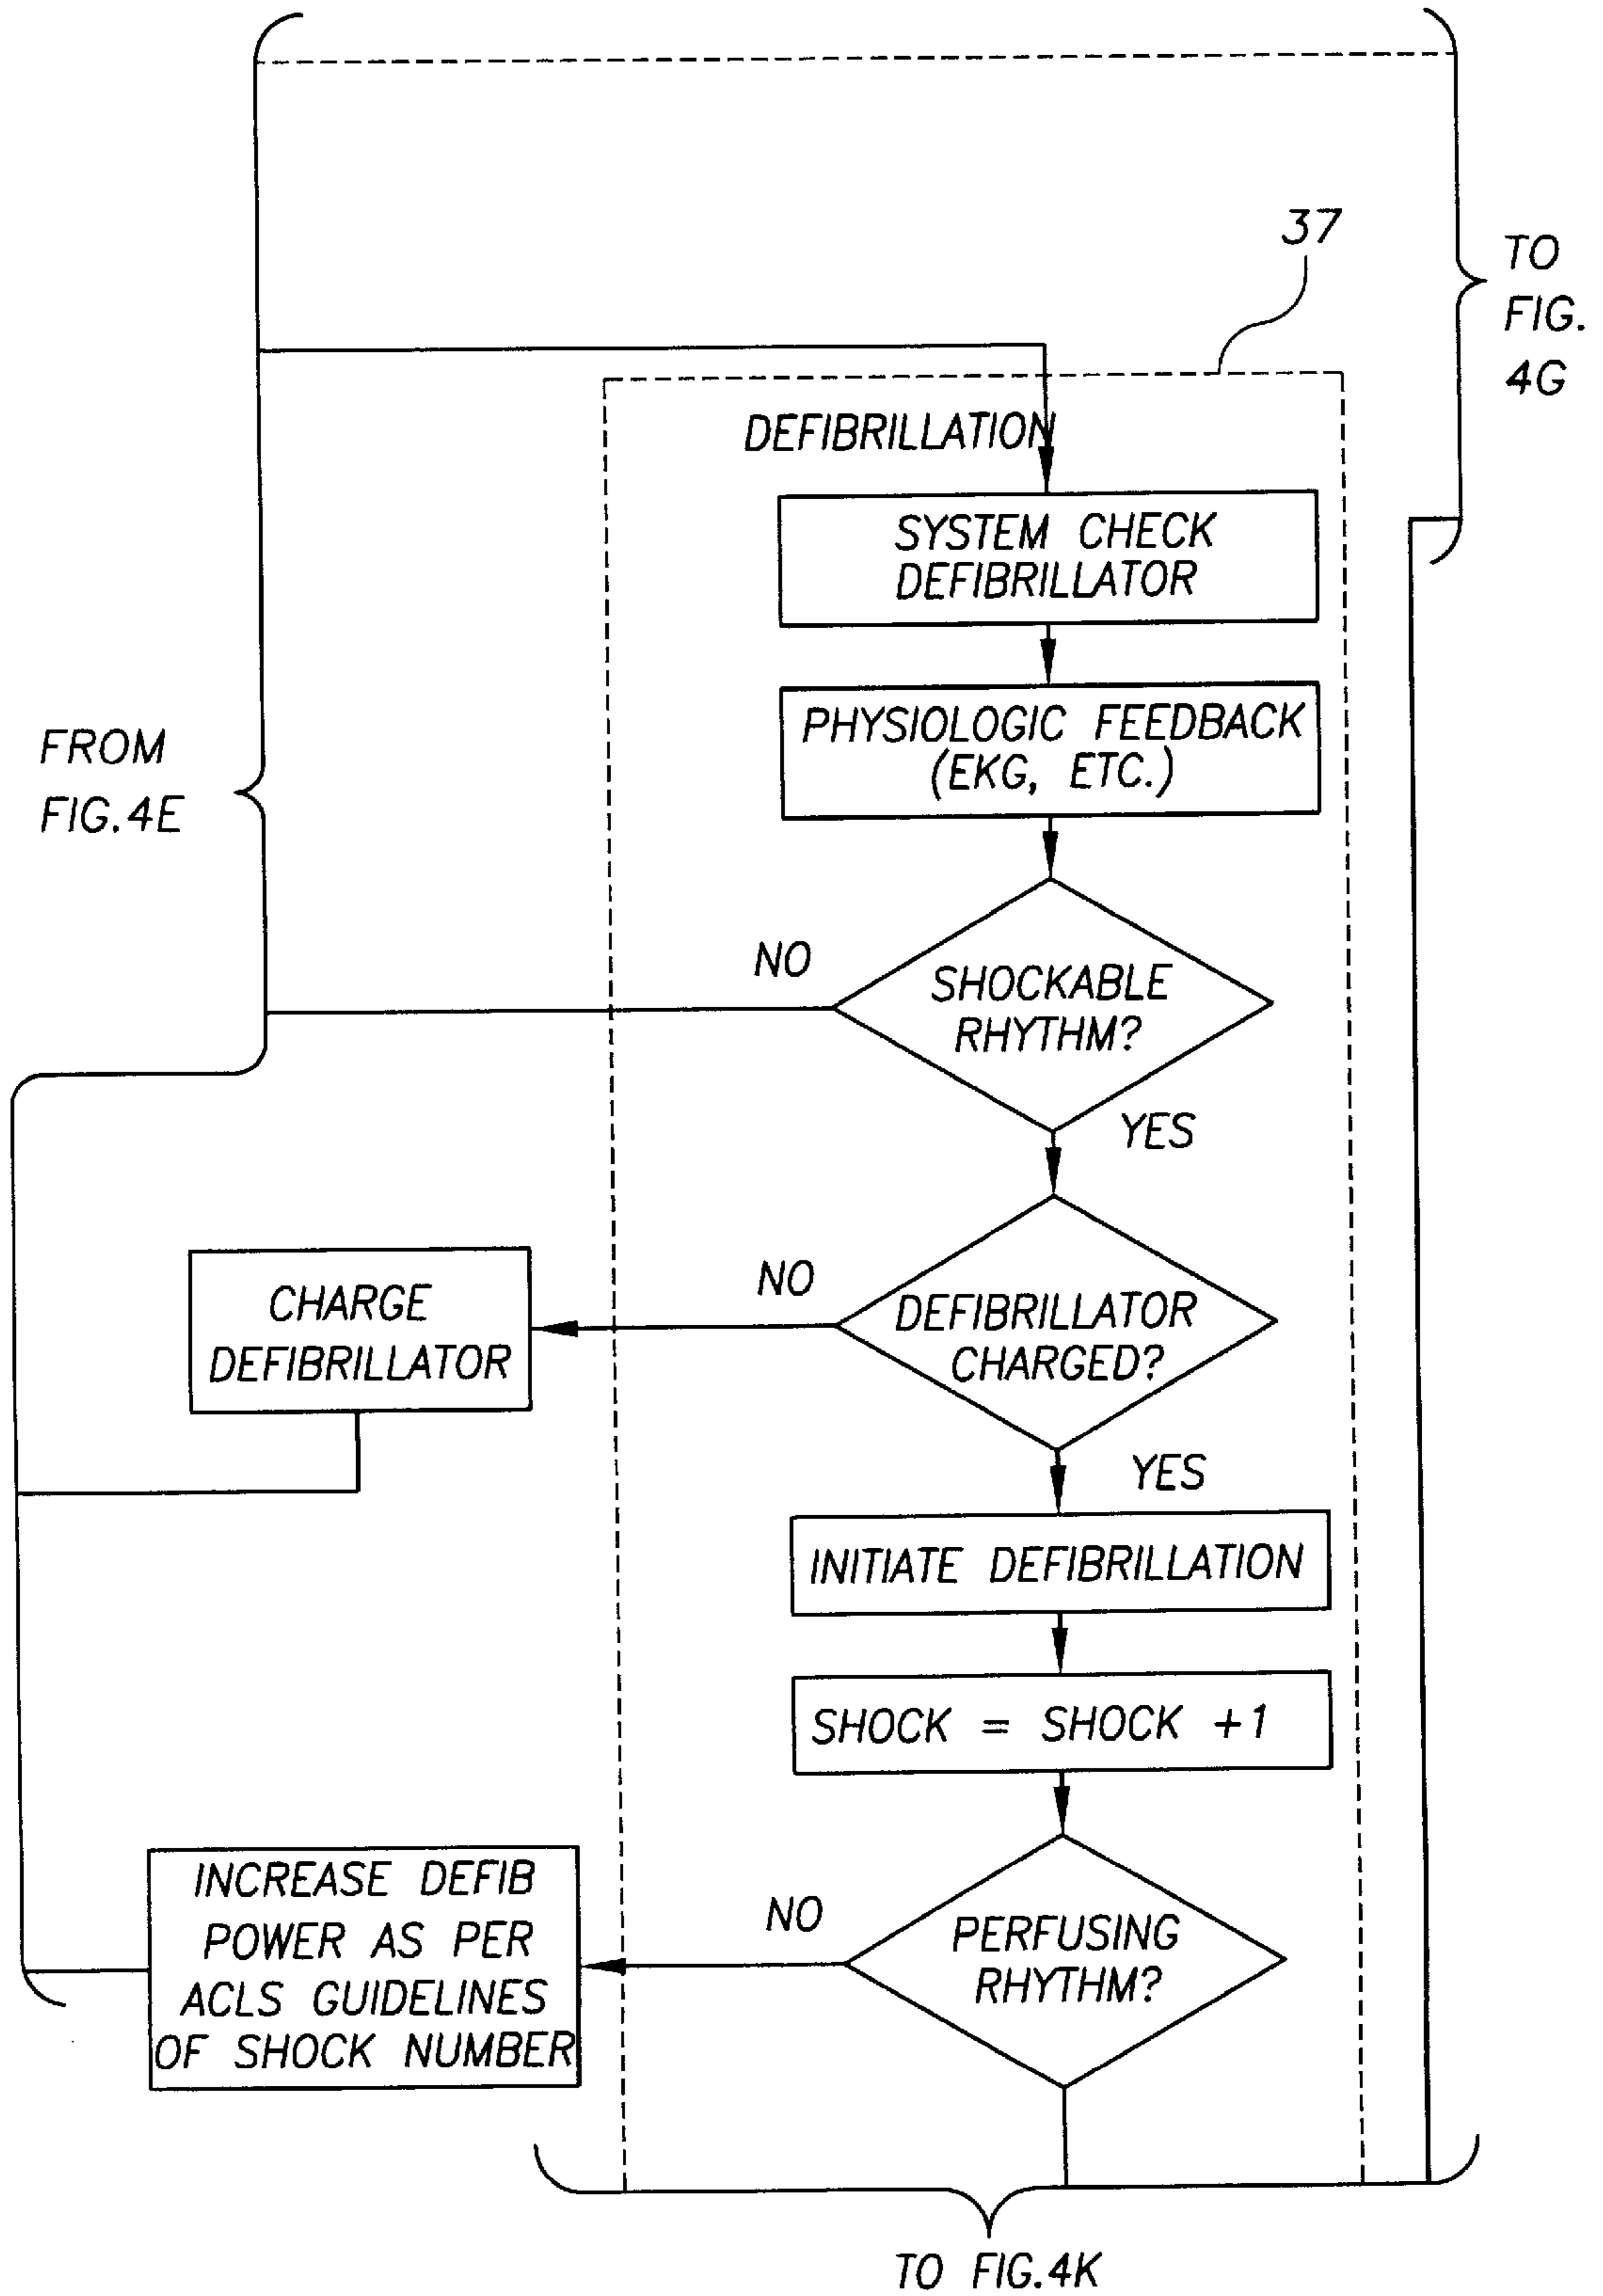 37
TO
FIG.
4G
DEFIBRILLATION
SYSTEM CHECK
DEFIBRILLATOR
PHYSIOLOGIC FEEDBACK
(EKG, ETC.)
FROM
FIG.4E
NO
SHOCKABLE
RHYTHM?
YES
CHARGE
DEFIBRILLATOR
NO
DEFIBRILLATOR
CHARGED?
YES
INITIATE DEFIBRILLATION
SHOCK = SHOCK +1
INCREASE DEFIB
POWER AS PER
ACLS GUIDELINES
OF SHOCK NUMBER
NO
PERFUSING
RHYTHM?
TO FIG.4K